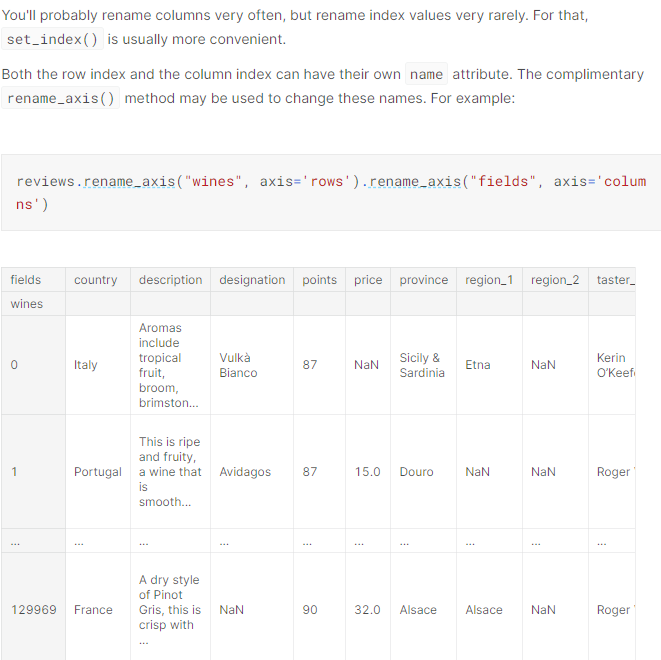 You'll probably rename columns very often, but rename index values very rarely. For that,
set_index() is usually more convenient.
Both the row index and the column index can have their own name attribute. The complimentary
rename_axis() method may be used to change these names. For example:
reviews.rename_axis("wines", axis='rows').rename_axis("fields", axis='colum
ns')
fields country description designation points price province region_1 region_2 taster_
wines
0 Italy Aromas include tropical fruit, broom, brimston... Vulkà Bianco 87 NaN Sicily & Sardinia Etna NaN Kerin O'Keef
1 Portugal This is ripe and fruity, a wine that is smooth... Avidagos 87 15.0 Douro NaN NaN Roger
... ... ... ... ... ... ... ... ... ...
129969 France A dry style of Pinot Gris, this is crisp with ... NaN 90 32.0 Alsace Alsace NaN Roger